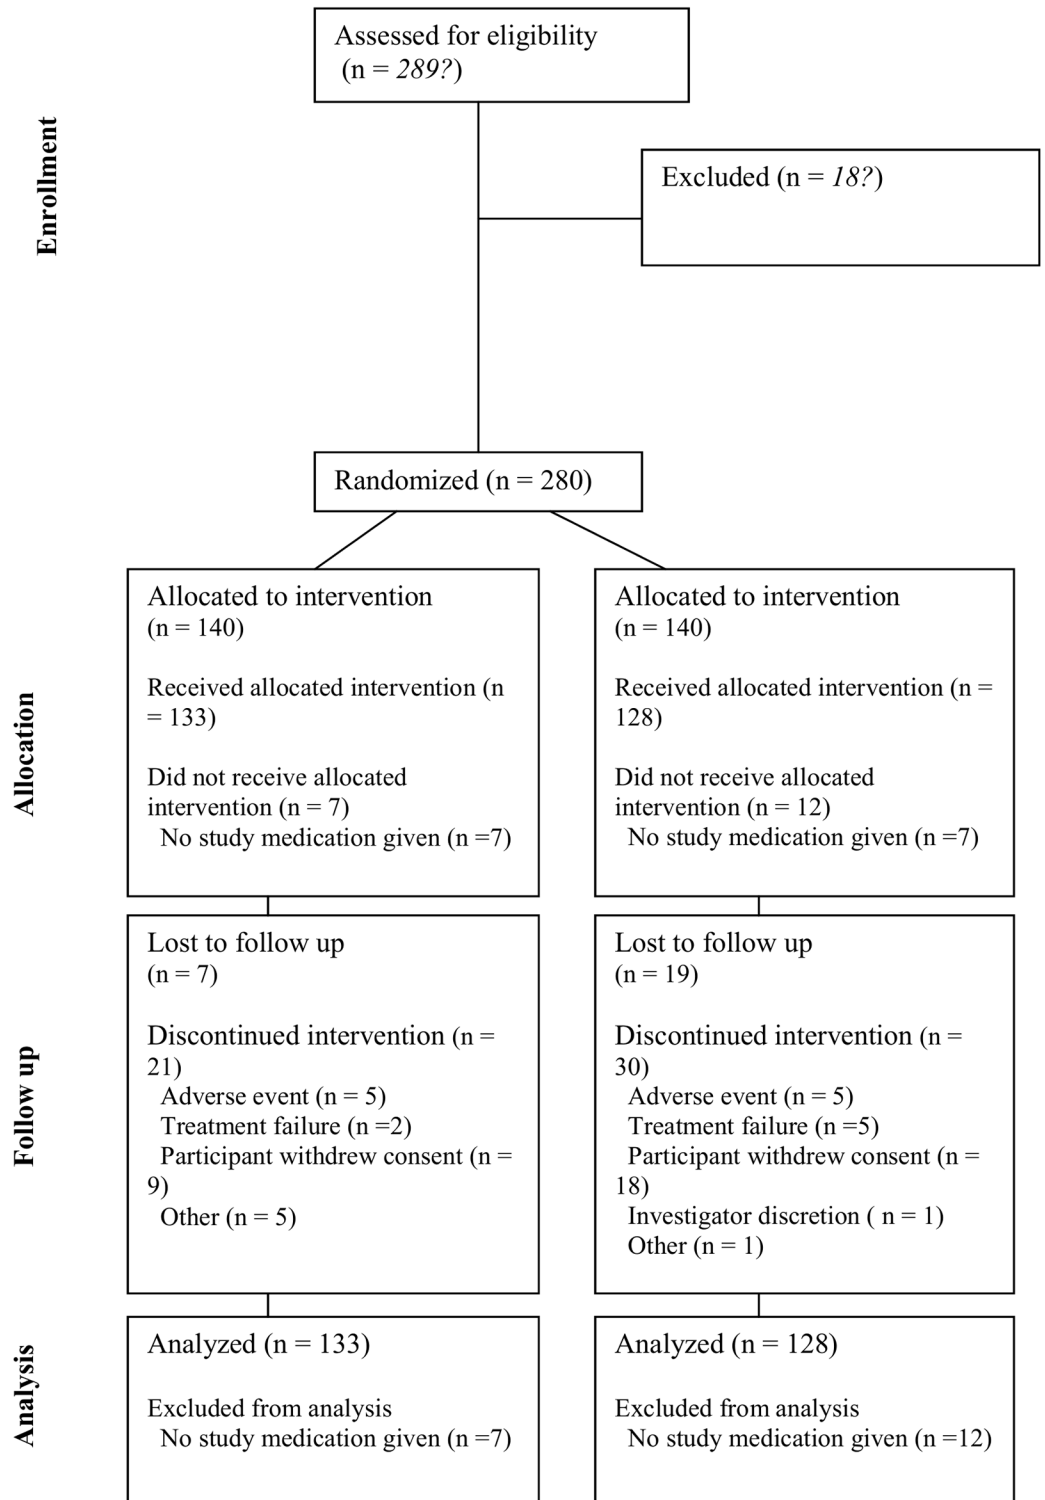 Assessed for eligibility
(n = 289?)
Enrollment
Excluded (n = 18?)
Randomized (n = 280)
Allocation
Allocated to intervention
(n = 140)
Received allocated intervention (n
= 133)
Did not receive allocated
intervention (n = 7)
No study medication given (n =7)
Allocated to intervention
(n = 140)
Received allocated intervention (n =
128)
Did not receive allocated
intervention (n = 12)
No study medication given (n =7)
Follow up
Lost to follow up
(n = 7)
Discontinued intervention (n =
21)
Adverse event (n = 5)
Treatment failure (n =2)
Participant withdrew consent (n =
9)
Other (n = 5)
Lost to follow up
(n = 19)
Discontinued intervention (n =
30)
Adverse event (n = 5)
Treatment failure (n =5)
Participant withdrew consent (n =
18)
Investigator discretion ( n = 1)
Other (n = 1)
Analysis
Analyzed (n = 133)
Excluded from analysis
No study medication given (n =7)
Analyzed (n = 128)
Excluded from analysis
No study medication given (n =12)